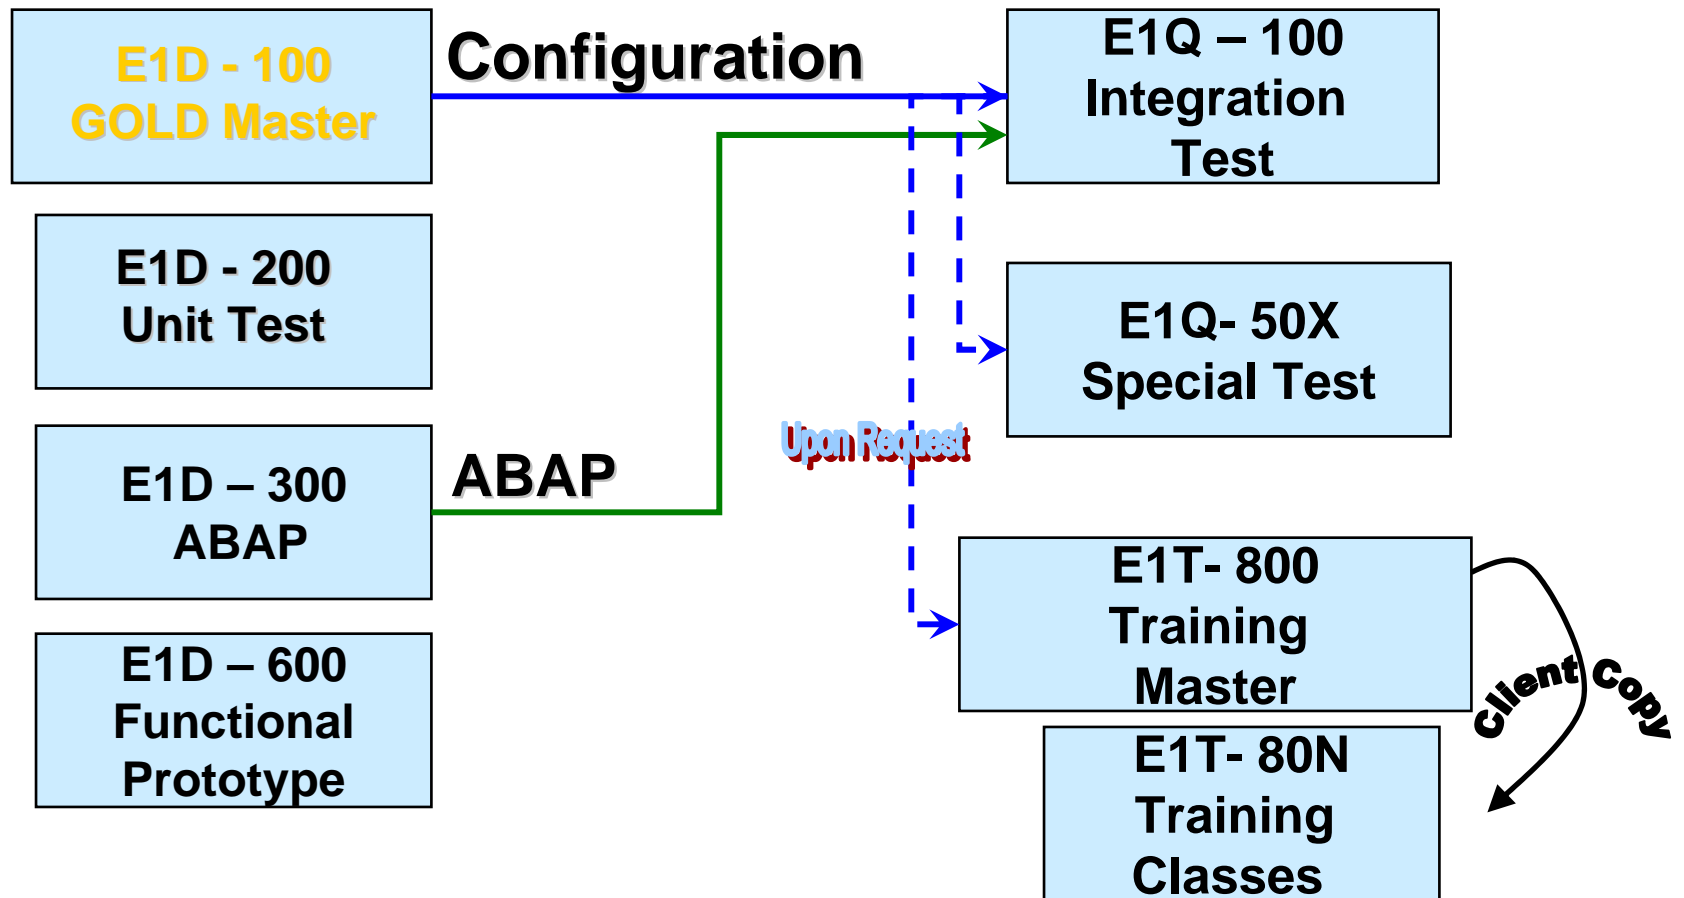 E1D - 100
GOLD Master
Configuration
E1Q – 100
Integration
Test
E1D - 200
Unit Test
E1Q- 50X
Special Test
Upon Request
E1D – 300
ABAP
ABAP
E1T- 800
Training
Master
Client Copy
E1D – 600
Functional
Prototype
E1T- 80N
Training
Classes